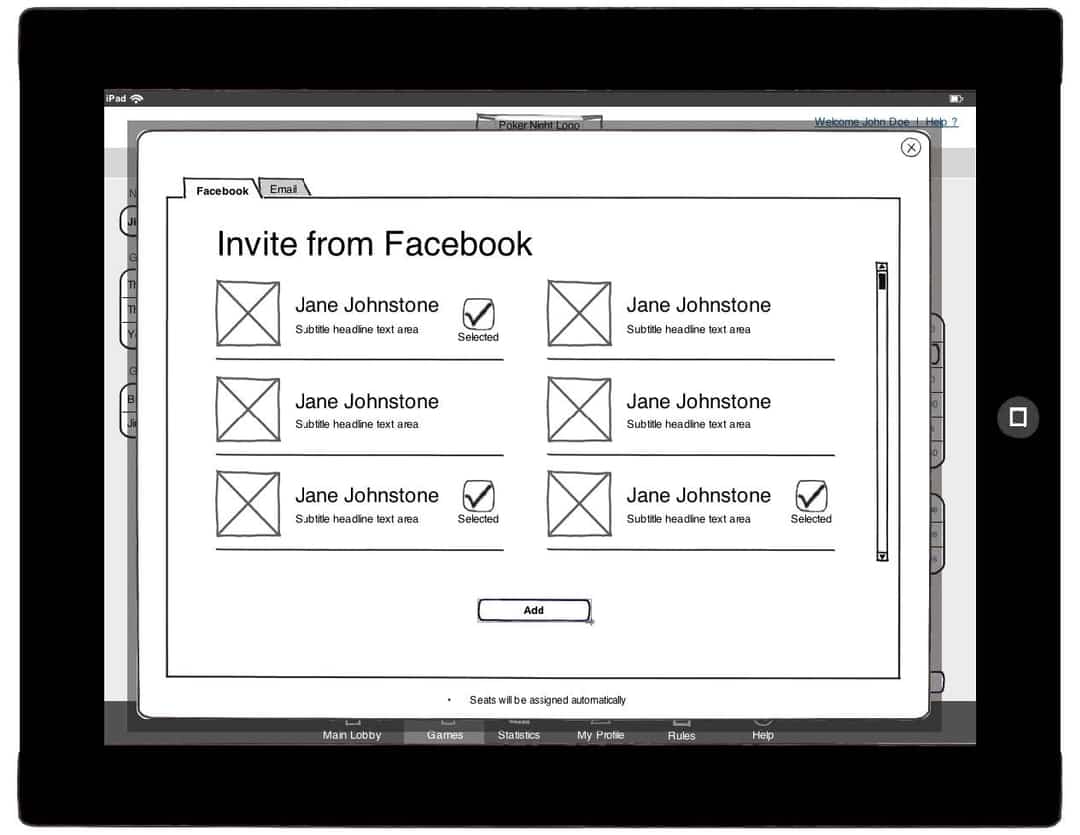 iPad
Poker Night Logo
Welcome John Doe | Help ?
Facebook
Email
Invite from Facebook
Jane Johnstone
Subtitle headline text area
Selected
Jane Johnstone
Subtitle headline text area
Jane Johnstone
Subtitle headline text area
Jane Johnstone
Subtitle headline text area
Jane Johnstone
Subtitle headline text area
Selected
Jane Johnstone
Subtitle headline text area
Selected
Add
• Seats will be assigned automatically
Main Lobby
Games
Statistics
My Profile
Rules
Help